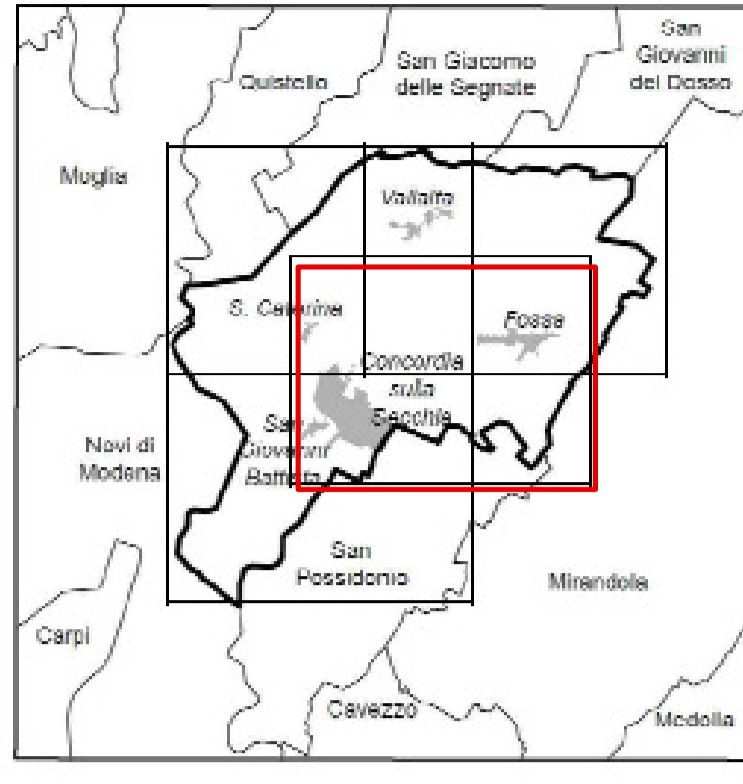 San
Giovanni
del Dosso
San Giacomo
delle Segnate
Quistello
Moglia
Vallalta
S. Caterina
Fossa
Concordia
sulla
Secchia
San
Giovanni
Battista
Novi di
Modena
San
Possidonio
Mirandola
Carpi
Cavezzo
Medolla